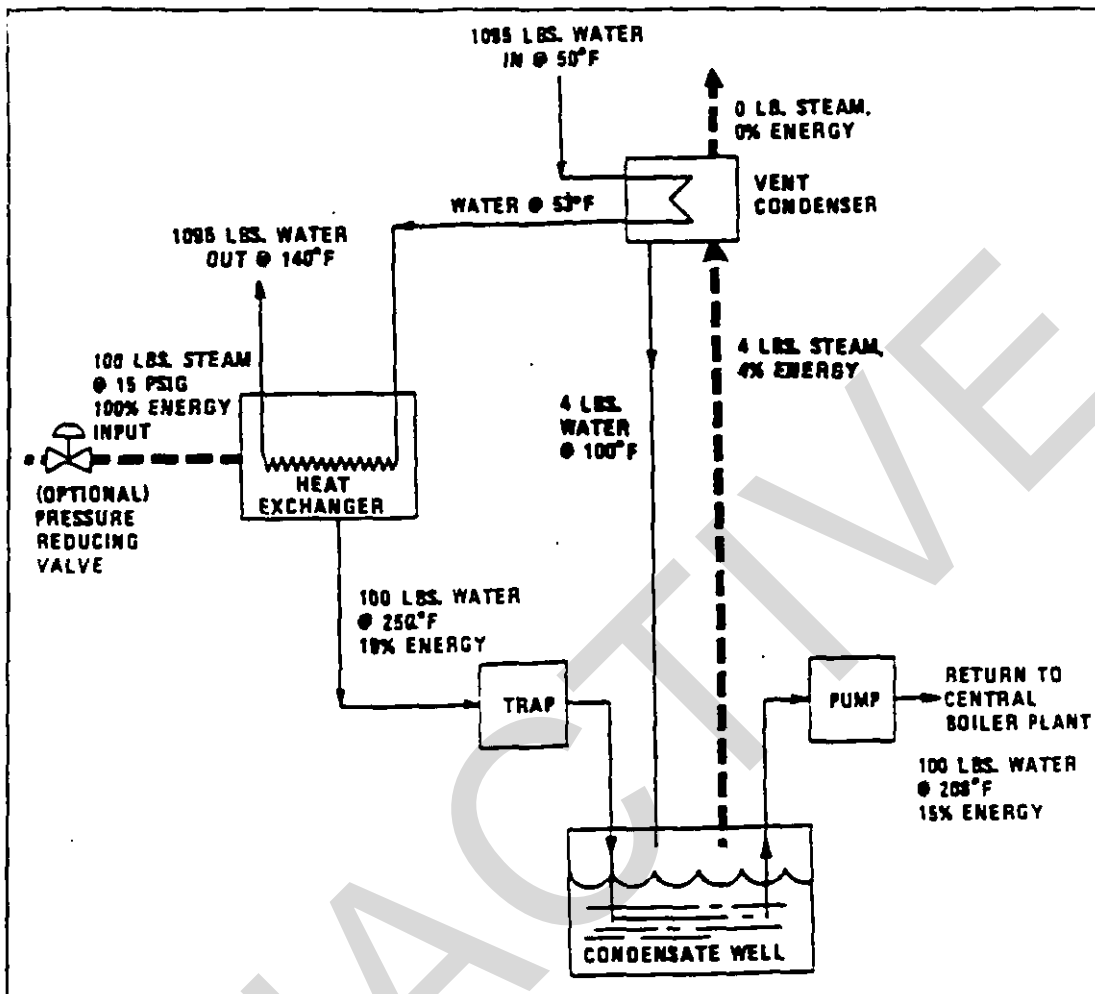 1095 LBS. WATER
IN @ 50°F
0 LB. STEAM,
0% ENERGY
VENT
CONDENSER
WATER @ 53°F
1095 LBS. WATER
OUT @ 140°F
100 LBS. STEAM
@ 15 PSIG
100% ENERGY
INPUT
4 LBS. STEAM,
4% ENERGY
4 LBS.
WATER
@ 100°F
HEAT
EXCHANGER
(OPTIONAL)
PRESSURE
REDUCING
VALVE
100 LBS. WATER
@ 250°F
19% ENERGY
TRAP
PUMP
RETURN TO
CENTRAL
BOILER PLANT
100 LBS. WATER
@ 208°F
15% ENERGY
CONDENSATE WELL
ACTIVE